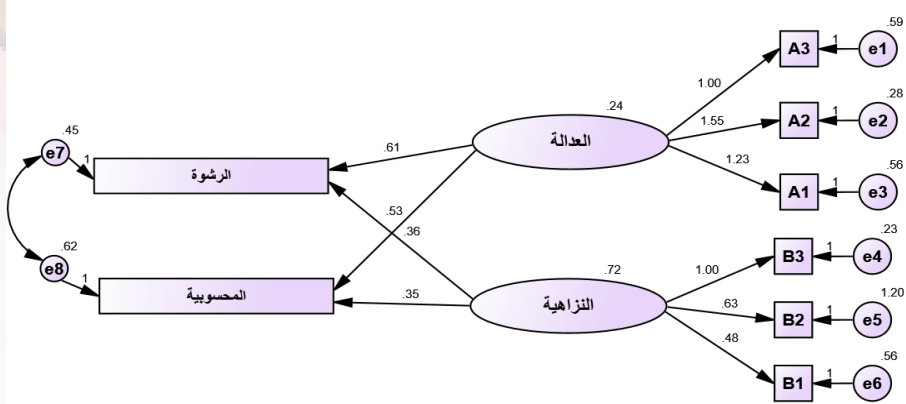 .59
A3
1
e1
1.00
.24
.28
1.55
A2
1
e2
العدالة
.45
e7
1
.61
الرشوة
1.23
.56
A1
1
e3
.53
.36
.23
B3
1
e4
.62
e8
1
.72
1.00
المحسوبية
.35
النزاهية
.63
1.20
B2
1
e5
.48
.56
B1
1
e6